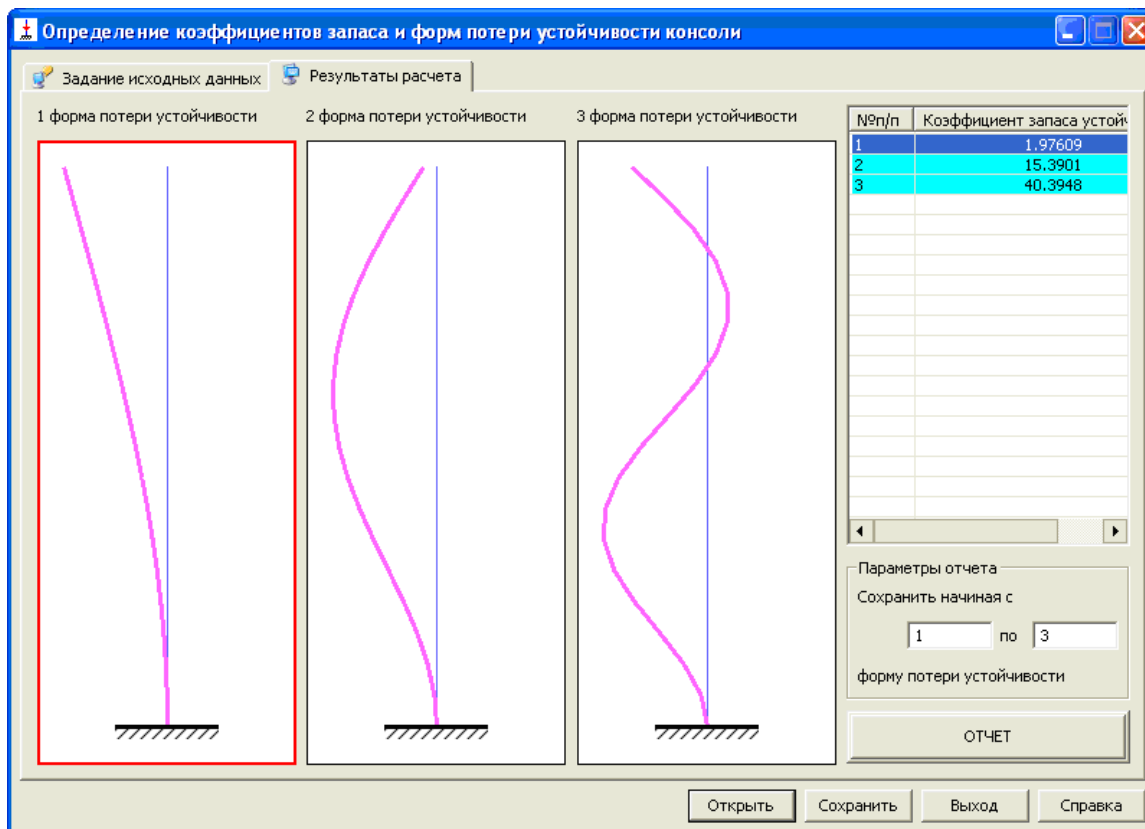 Определение коэффициентов запаса и форм потери устойчивости консоли
Задание исходных данных
Результаты расчета
1 форма потери устойчивости
2 форма потери устойчивости
3 форма потери устойчивости
№п/п Коэффициент запаса устойч
1 1.97609
2 15.3901
3 40.3948
Параметры отчета
Сохранить начиная с
1 по 3
форму потери устойчивости
ОТЧЕТ
Открыть Сохранить Выход Справка